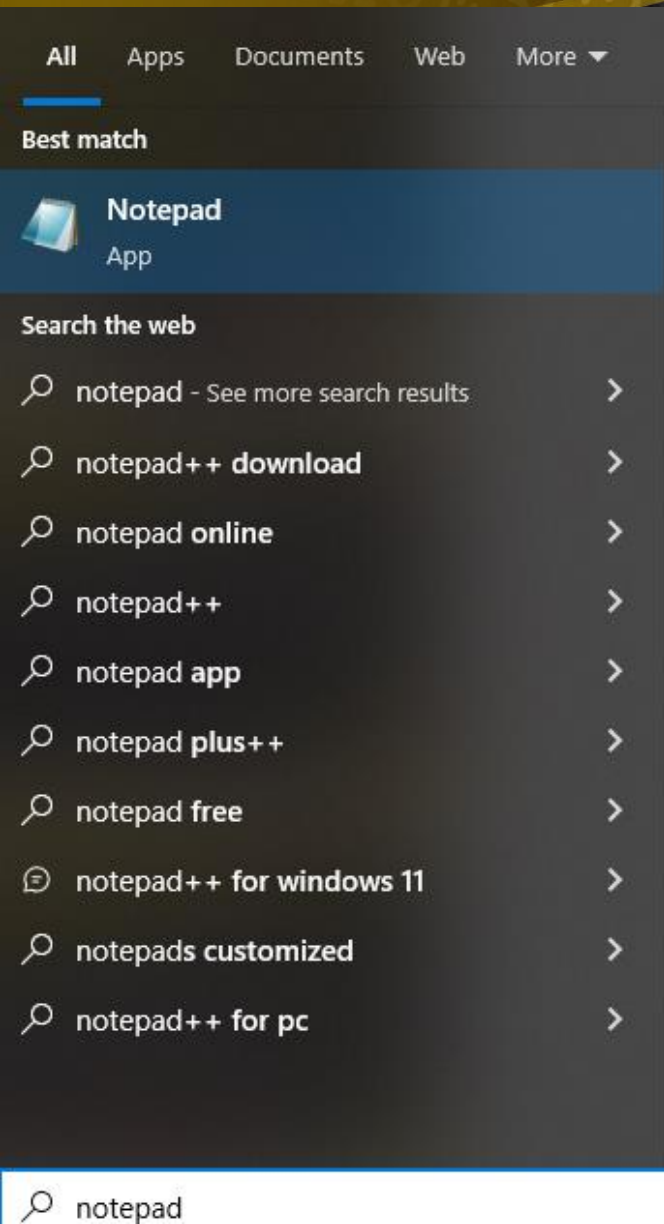 All Apps Documents Web More
Best match
Notepad
App
Search the web
notepad - See more search results
notepad++ download
notepad online
notepad++
notepad app
notepad plus++
notepad free
notepad++ for windows 11
notepads customized
notepad++ for pc
notepad